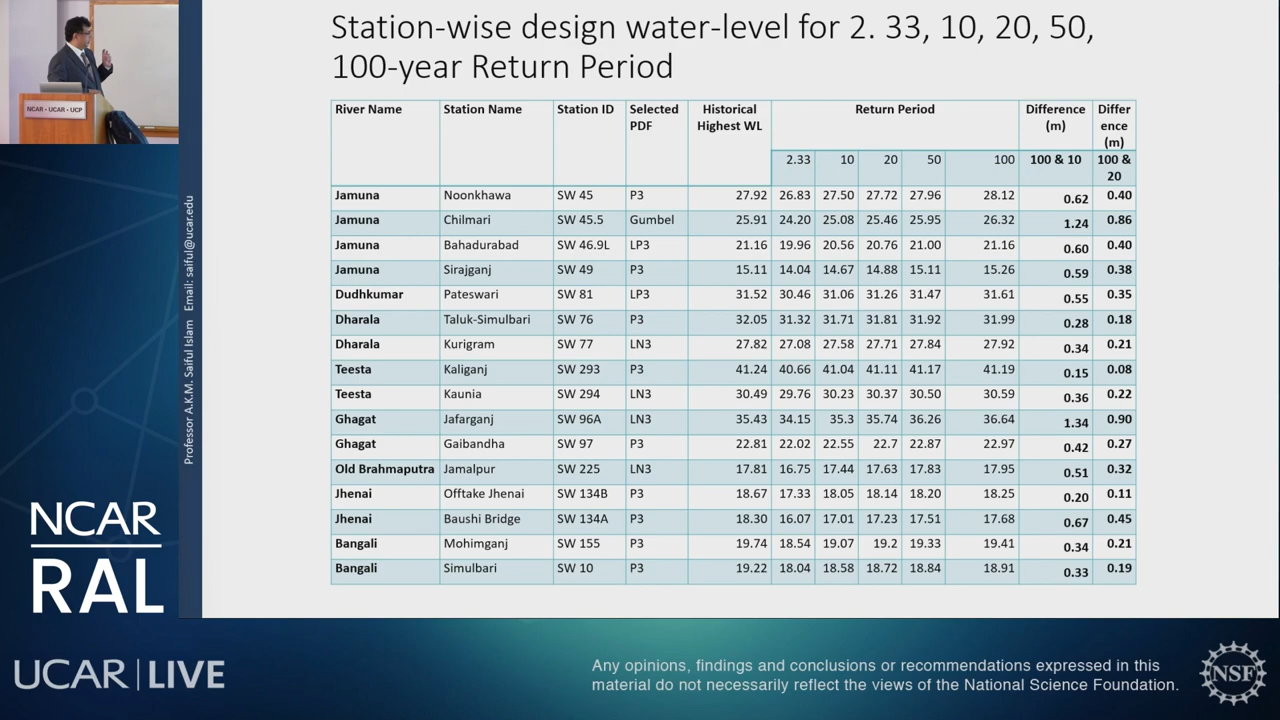 Station-wise design water-level for 2. 33, 10, 20, 50,
100-year Return Period
NCAR • UCAR • UCP
River Name Station Name Station ID Selected PDF Historical Highest WL Return Period Difference (m) Differ ence (m)
2.33 10 20 50 100 100 & 10 100 & 20
Jamuna Noonkhawa SW 45 P3 27.92 26.83 27.50 27.72 27.96 28.12 0.62 0.40
Jamuna Chilmari SW 45.5 Gumbel 25.91 24.20 25.08 25.46 25.95 26.32 1.24 0.86
Jamuna Bahadurabad SW 46.9L LP3 21.16 19.96 20.56 20.76 21.00 21.16 0.60 0.40
Jamuna Sirajganj SW 49 P3 15.11 14.04 14.67 14.88 15.11 15.26 0.59 0.38
Dudhkumar Pateswari SW 81 LP3 31.52 30.46 31.06 31.26 31.47 31.61 0.55 0.35
Dharala Taluk-Simulbari SW 76 P3 32.05 31.32 31.71 31.81 31.92 31.99 0.28 0.18
Dharala Kurigram SW 77 LN3 27.82 27.08 27.58 27.71 27.84 27.92 0.34 0.21
Teesta Kaliganj SW 293 P3 41.24 40.66 41.04 41.11 41.17 41.19 0.15 0.08
Teesta Kaunia SW 294 LN3 30.49 29.76 30.23 30.37 30.50 30.59 0.36 0.22
Ghagat Jafarganj SW 96A LN3 35.43 34.15 35.3 35.74 36.26 36.64 1.34 0.90
Ghagat Gaibandha SW 97 P3 22.81 22.02 22.55 22.7 22.87 22.97 0.42 0.27
Old Brahmaputra Jamalpur SW 225 LN3 17.81 16.75 17.44 17.63 17.83 17.95 0.51 0.32
Jhenai Offtake Jhenai SW 134B P3 18.67 17.33 18.05 18.14 18.20 18.25 0.20 0.11
Jhenai Baushi Bridge SW 134A P3 18.30 16.07 17.01 17.23 17.51 17.68 0.67 0.45
Bangali Mohimganj SW 155 P3 19.74 18.54 19.07 19.2 19.33 19.41 0.34 0.21
Bangali Simulbari SW 10 P3 19.22 18.04 18.58 18.72 18.84 18.91 0.33 0.19
Professor A.K.M. Saiful Islam Email: saiful@ucar.edu
NCAR
RAL
UCAR | LIVE
Any opinions, findings and conclusions or recommendations expressed in this
material do not necessarily reflect the views of the National Science Foundation.
NSF